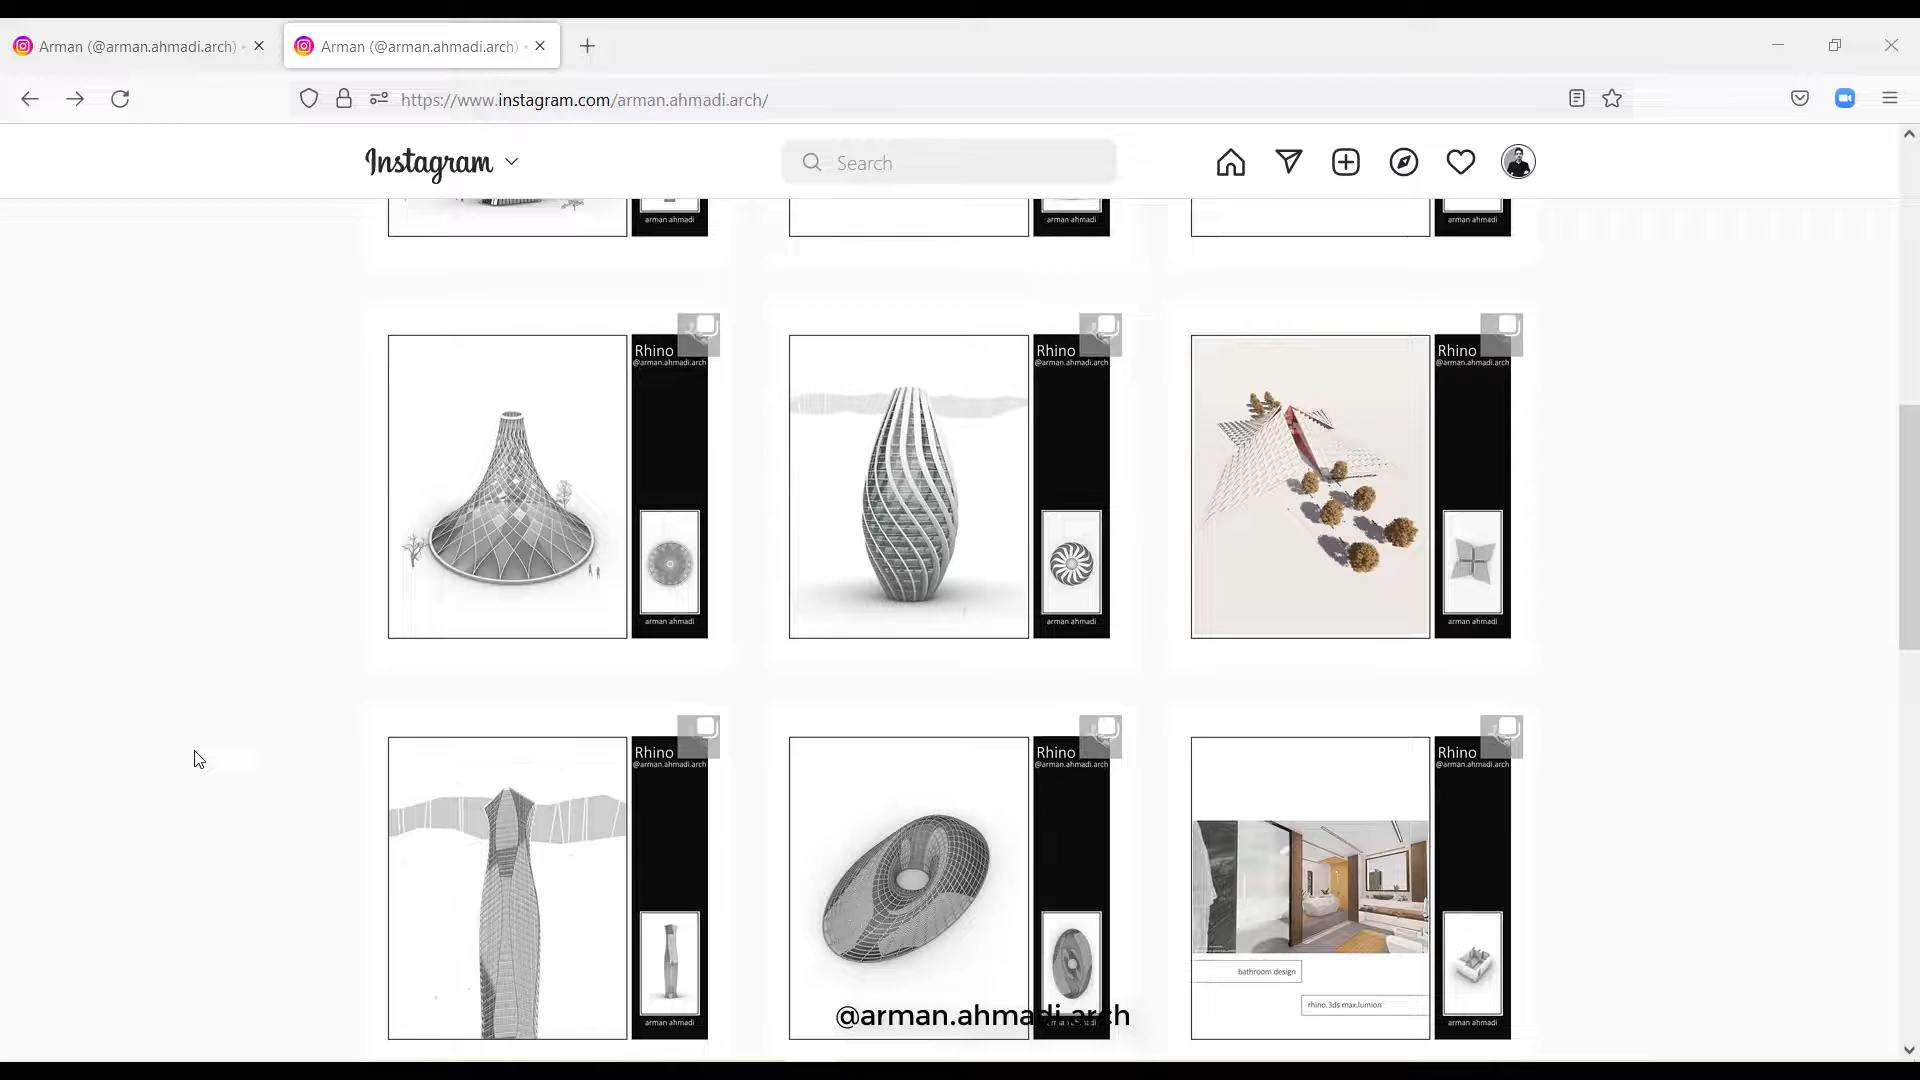 Arman (@arman.ahmadi.arch)
Arman (@arman.ahmadi.arch)
https://www.instagram.com/arman.ahmadi.arch/
Instagram
Search
arman ahmadi
arman ahmadi
arman ahmadi
Rhino
@arman.ahmadi.arch
arman ahmadi
Rhino
@arman.ahmadi.arch
arman ahmadi
Rhino
@arman.ahmadi.arch
arman ahmadi
Rhino
@arman.ahmadi.arch
arman ahmadi
Rhino
@arman.ahmadi.arch
Rhino
@arman.ahmadi.arch
bathroom design
rhino.3ds max.lumion
arman ahmadi
@arman.ahmadi.arch